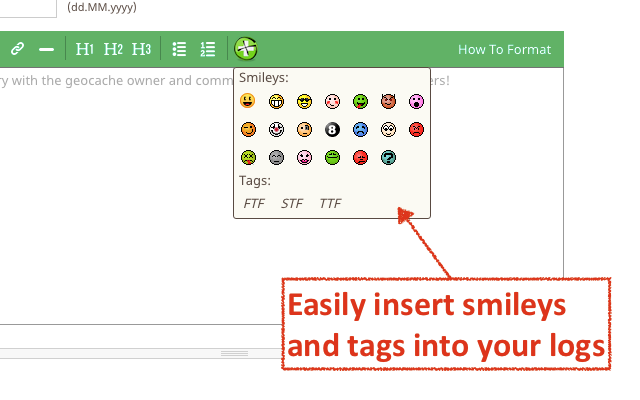 (dd.MM.yyyy)
H1 H2 H3 How To Format
ry with the geocache owner and comm ers!
Smileys:
8
?
Tags:
FTF STF TTF
Easily insert smileys
and tags into your logs